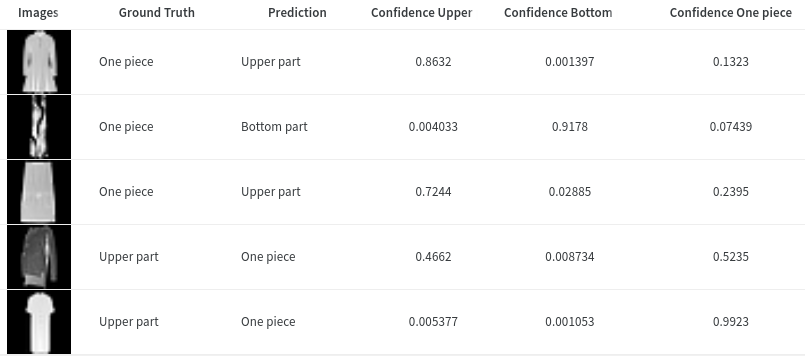 Images Ground Truth Prediction Confidence Upper Confidence Bottom Confidence One piece
One piece Upper part 0.8632 0.001397 0.1323
One piece Bottom part 0.004033 0.9178 0.07439
One piece Upper part 0.7244 0.02885 0.2395
Upper part One piece 0.4662 0.008734 0.5235
Upper part One piece 0.005377 0.001053 0.9923